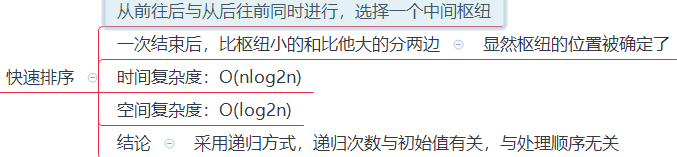 从前往后与从后往前同时进行，选择一个中间枢纽
一次结束后，比枢纽小的和比他大的分两边 显然枢纽的位置被确定了
快速排序 时间复杂度：O(nlog2n)
空间复杂度：O(log2n)
结论 采用递归方式，递归次数与初始值有关，与处理顺序无关